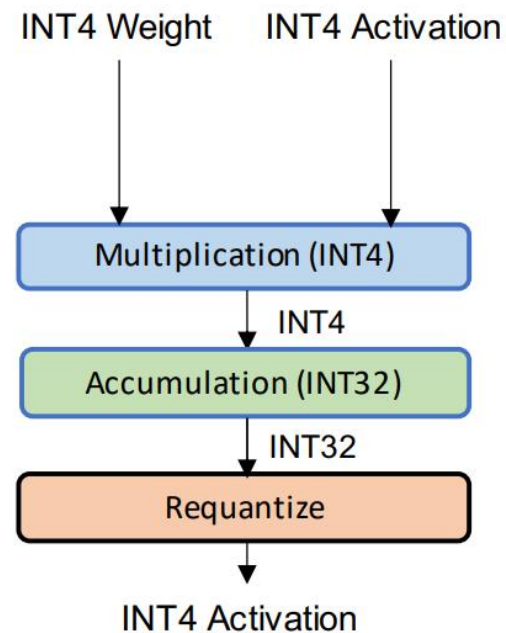 INT4 Weight INT4 Activation
Multiplication (INT4)
INT4
Accumulation (INT32)
INT32
Requantize
INT4 Activation